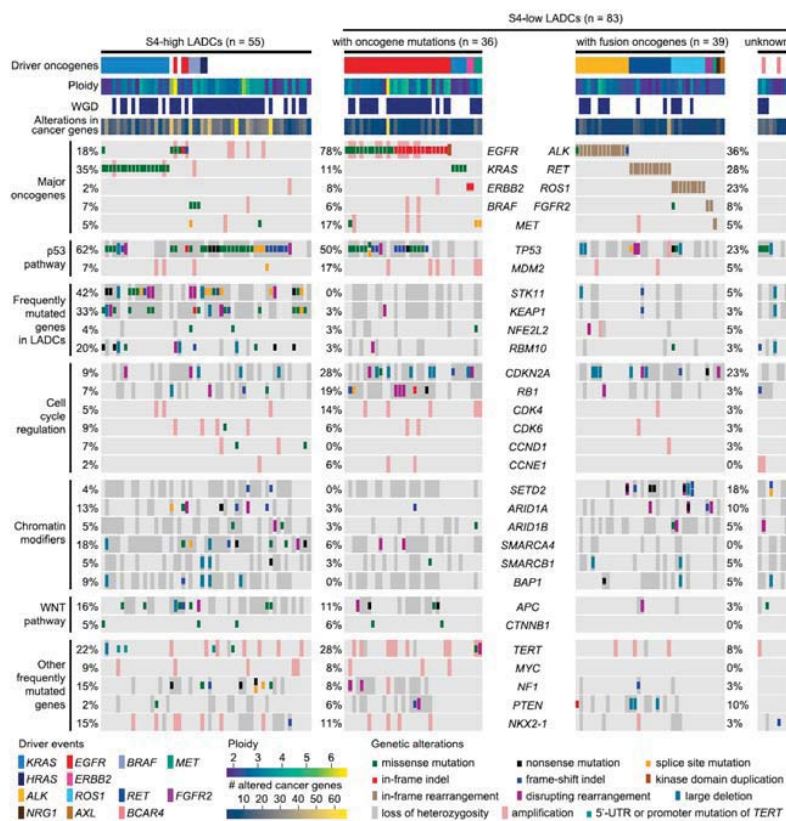 S4-low LADCs (n = 83)
S4-high LADCs (n = 55) with oncogene mutations (n = 36) with fusion oncogenes (n = 39) unknown
Driver oncogenes
Ploidy
WGD
Alterations in
cancer genes
Major
oncogenes
18% 78% EGFR ALK 36%
35% 11% KRAS RET 28%
2% 8% ERBB2 ROS1 23%
7% 6% BRAF FGFR2 8%
5% 17% MET 5%
p53
pathway
62% 50% TP53 23%
7% 17% MDM2 5%
Frequently
mutated
genes
in LADCs
42% 0% STK11 5%
33% 3% KEAP1 3%
4% 3% NFE2L2 5%
20% 3% RBM10 3%
Cell
cycle
regulation
9% 28% CDKN2A 23%
7% 19% RB1 3%
5% 14% CDK4 3%
9% 6% CDK6 3%
7% 0% CCND1 3%
2% 6% CCNE1 0%
Chromatin
modifiers
4% 0% SETD2 18%
13% 3% ARID1A 10%
5% 3% ARID1B 5%
18% 6% SMARCA4 0%
5% 3% SMARCB1 5%
9% 0% BAP1 5%
WNT
pathway
16% 11% APC 3%
5% 6% CTNNB1 0%
Other
frequently
mutated
genes
22% 28% TERT 8%
9% 8% MYC 0%
15% 8% NF1 3%
2% 6% PTEN 10%
15% 11% NKX2-1 3%
Driver events
KRAS EGFR BRAF MET
HRAS ERBB2
ALK ROS1 RET FGFR2
NRG1 AXL BCAR4
Ploidy
2 3 4 5 6
# altered cancer genes
10 20 30 40 50 60
Genetic alterations
missense mutation nonsense mutation splice site mutation
in-frame indel frame-shift indel kinase domain duplication
in-frame rearrangement disrupting rearrangement large deletion
loss of heterozygosity amplification 5'-UTR or promoter mutation of TERT